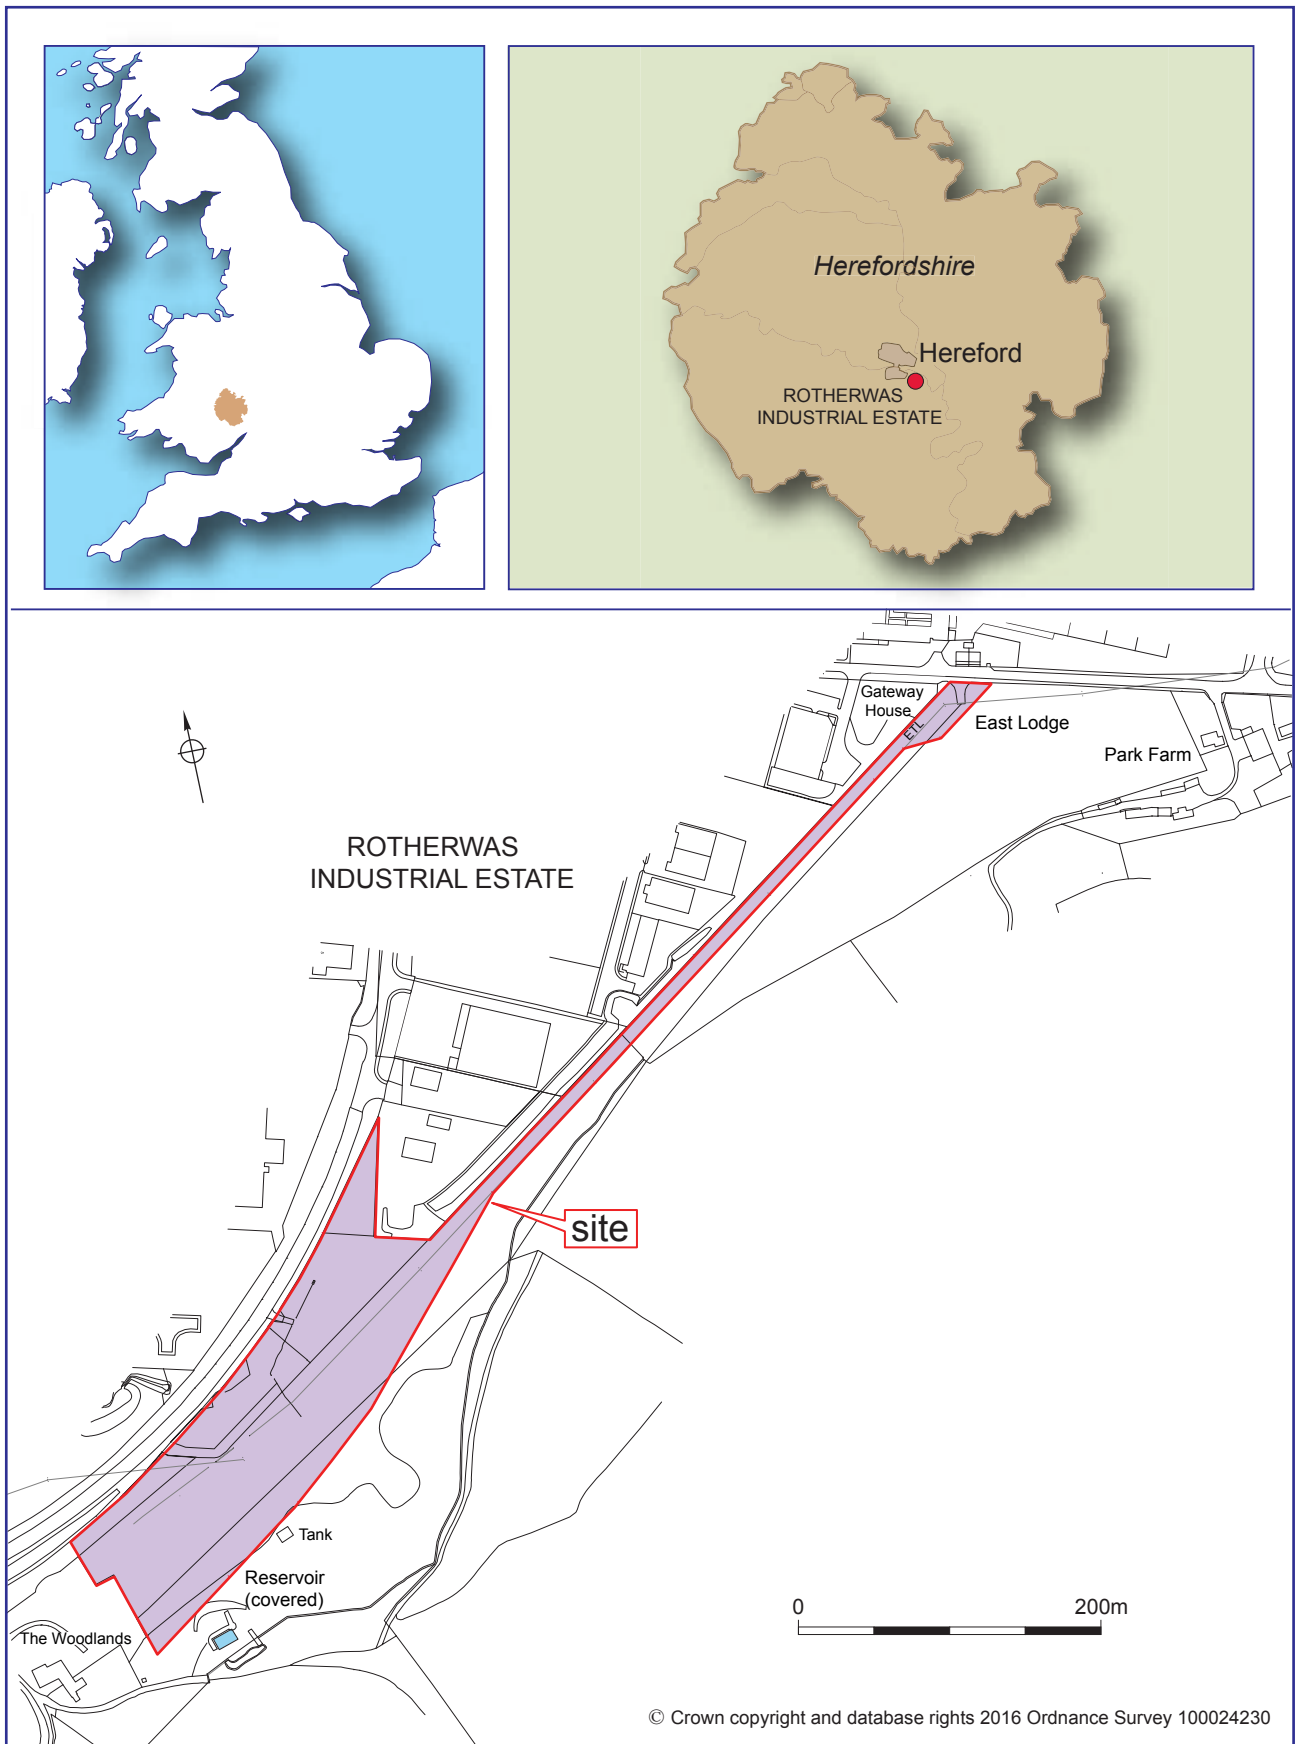 Herefordshire
Hereford
ROTHERWAS
INDUSTRIAL ESTATE
Gateway
House
ETL
East Lodge
Park Farm
ROTHERWAS
INDUSTRIAL ESTATE
site
Tank
Reservoir
(covered)
The Woodlands
0 200m
© Crown copyright and database rights 2016 Ordnance Survey 100024230